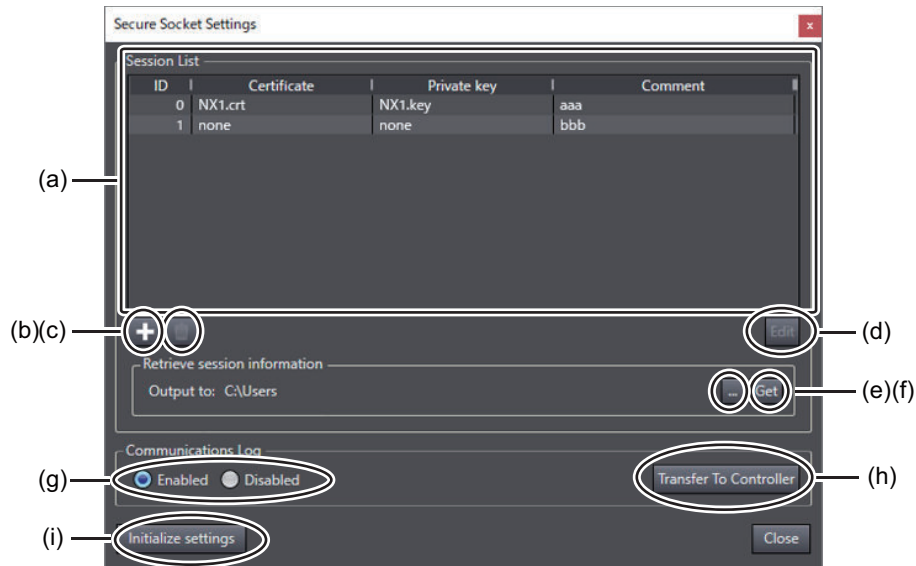 Secure Socket Settings
x
Session List
ID Certificate Private key Comment
0 NX1.crt NX1.key aaa
1 none none bbb
(a)
(b)(c)
Edit
(d)
Retrieve session information
Output to: C:\Users
... Get
(e)(f)
Communications Log
(g)
Enabled Disabled
Transfer To Controller
(h)
(i)
Initialize settings
Close